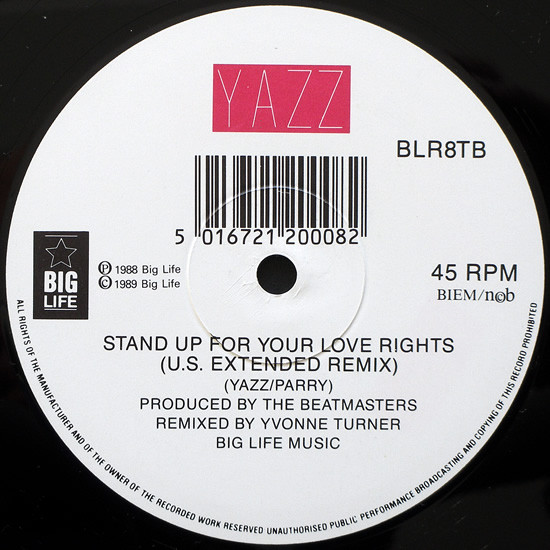 YAZZ
BLR8TB
5 016721 200082
BIG
LIFE
Ⓟ 1988 Big Life
© 1989 Big Life
45 RPM
BIEM/ncb
STAND UP FOR YOUR LOVE RIGHTS
(U.S. EXTENDED REMIX)
(YAZZ/PARRY)
PRODUCED BY THE BEATMASTERS
REMIXED BY YVONNE TURNER
BIG LIFE MUSIC
ALL RIGHTS OF THE MANUFACTURER AND OF THE OWNER OF THE RECORDED WORK RESERVED UNAUTHORISED PUBLIC PERFORMANCE BROADCASTING AND COPYING OF THIS RECORD PROHIBITED